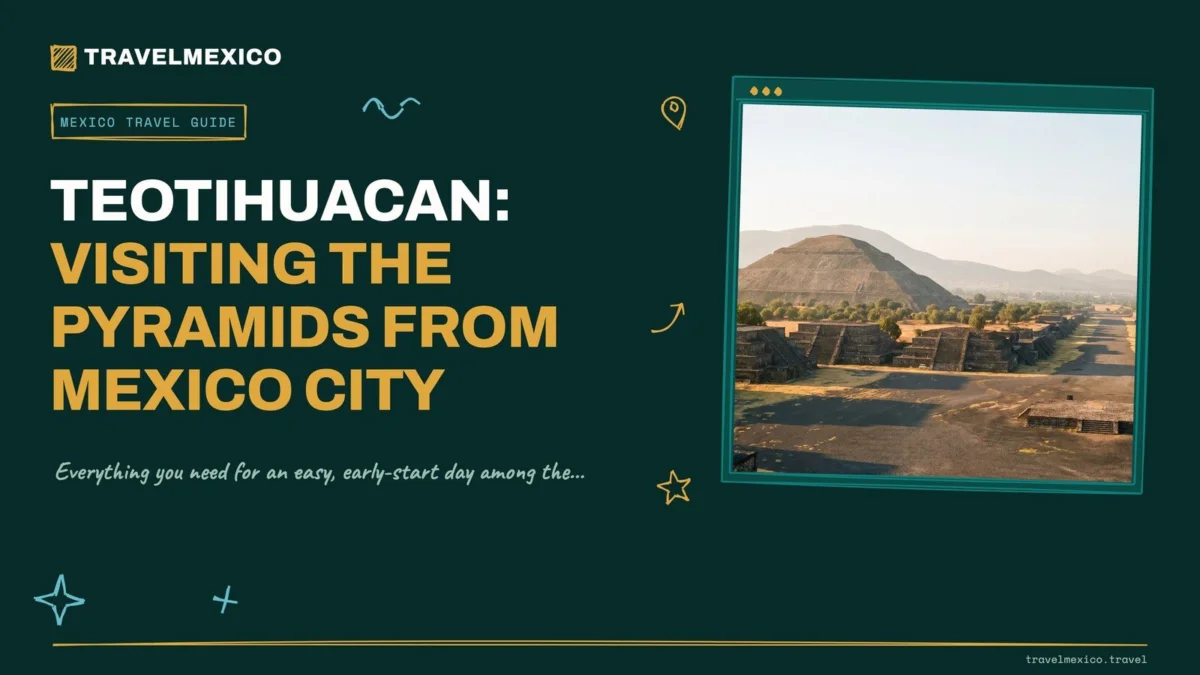 TRAVELMEXICO
MEXICO TRAVEL GUIDE
TEOTIHUACAN:
VISITING THE
PYRAMIDS FROM
MEXICO CITY
Everything you need for an easy, early-start day among the...
travelmexico.travel